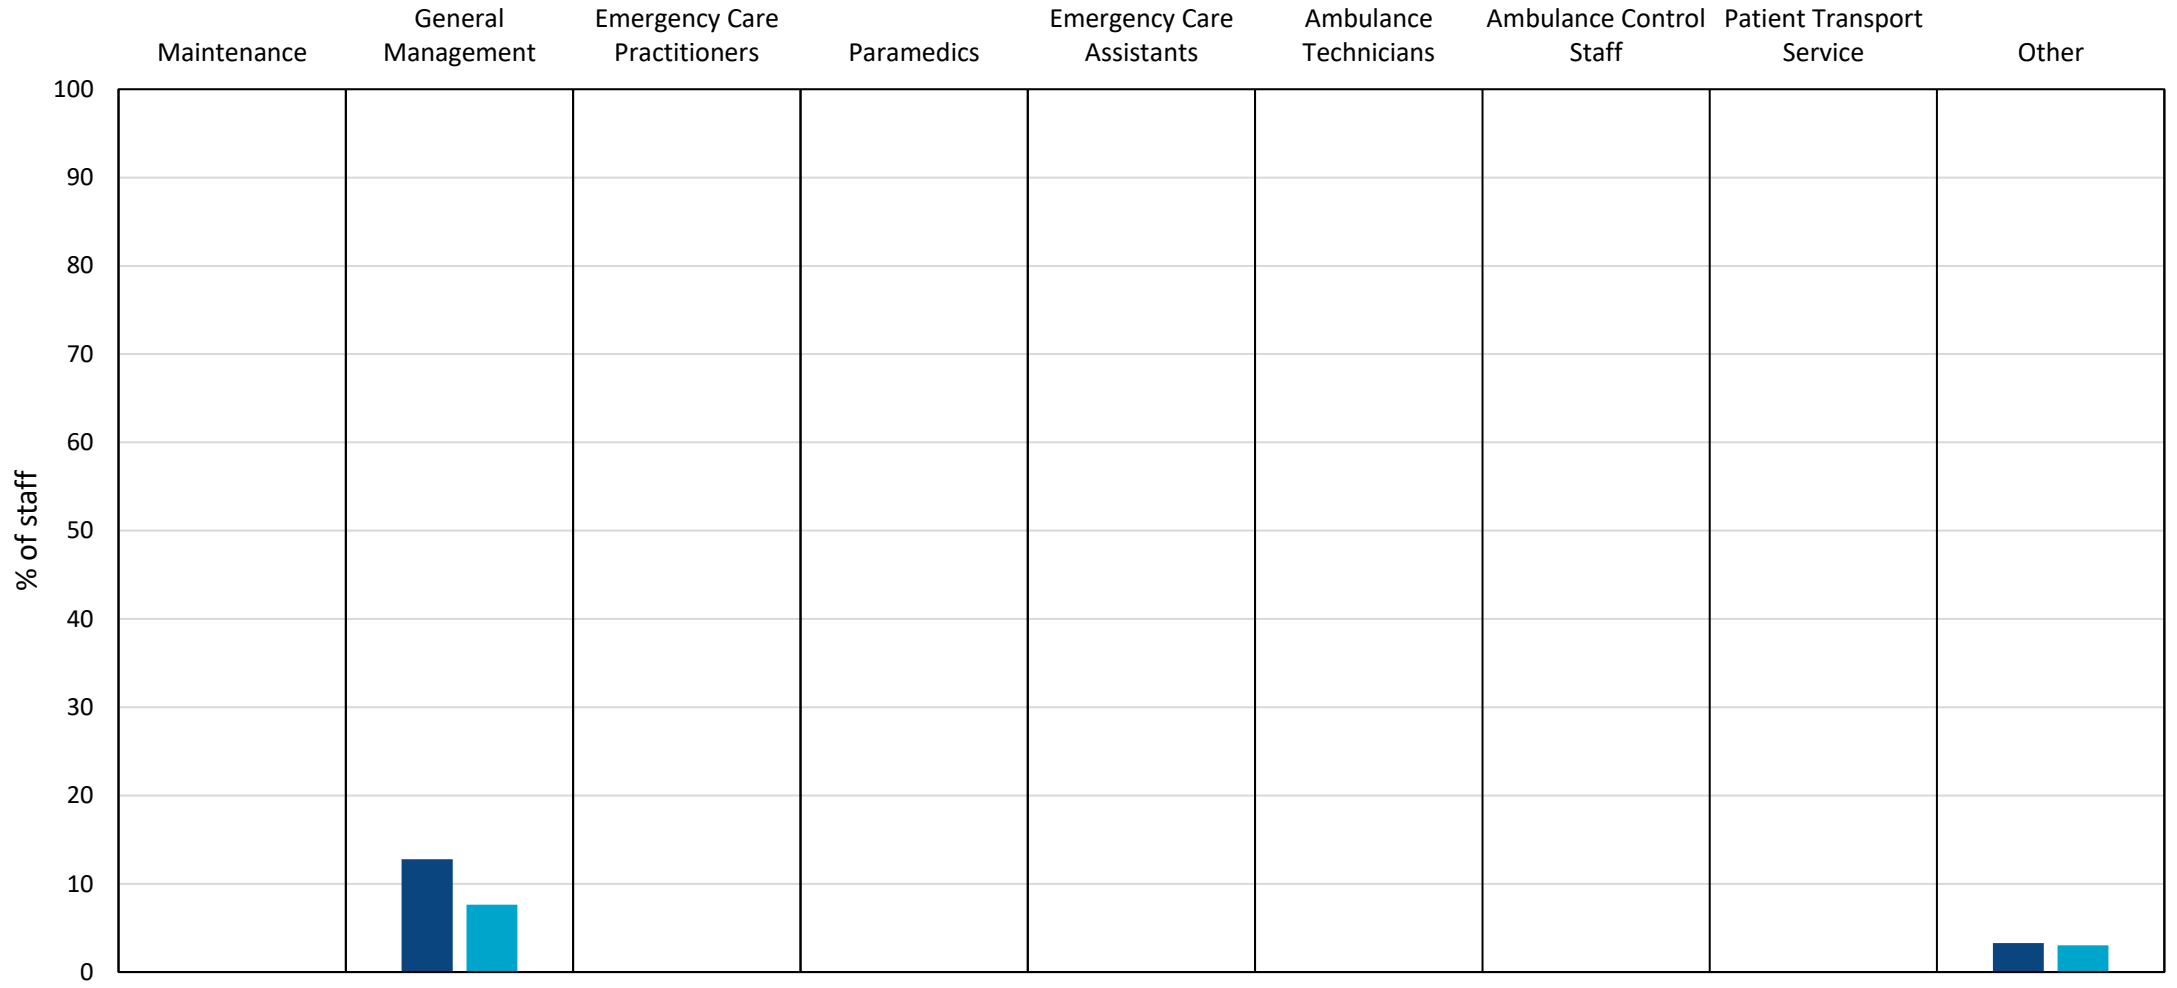 Maintenance
General
Management
Emergency Care
Practitioners
Paramedics
Emergency Care
Assistants
Ambulance
Technicians
Ambulance Control
Staff
Patient Transport
Service
Other
% of staff
100
90
80
70
60
50
40
30
20
10
0